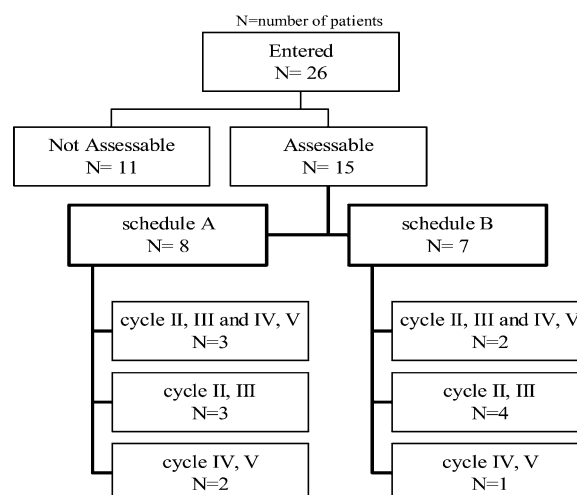 N=number of patients
Entered
N= 26
Not Assessable
N= 11
Assessable
N= 15
schedule A
N= 8
schedule B
N= 7
cycle II, III and IV, V
N=3
cycle II, III and IV, V
N=2
cycle II, III
N=3
cycle II, III
N=4
cycle IV, V
N=2
cycle IV, V
N=1